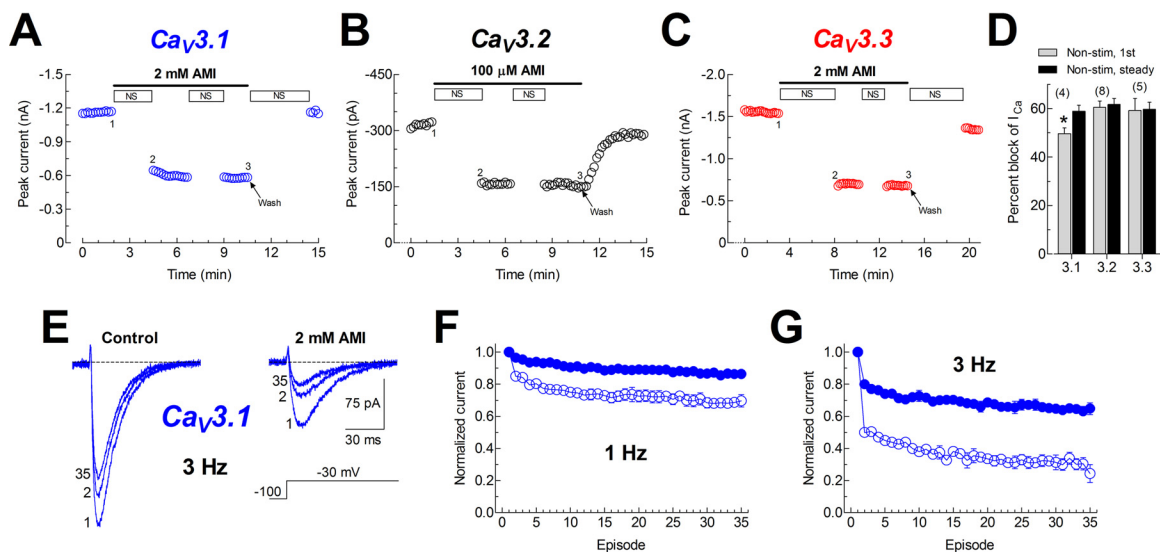 A
CaV3.1
2 mM AMI
NS
NS
NS
1
2
3
Wash
Peak current (nA)
-1.5
-1.2
-0.9
-0.6
-0.3
0
0 3 6 9 12 15
Time (min)
B
CaV3.2
100 μM AMI
NS
NS
1
2
3
Wash
Peak current (pA)
-450
-300
-150
0
0 3 6 9 12 15
Time (min)
C
CaV3.3
2 mM AMI
NS
NS
NS
1
2
3
Wash
Peak current (nA)
-2.0
-1.5
-1.0
-0.5
0
0 4 8 12 16 20
Time (min)
D
Non-stim, 1st
Non-stim, steady
(4) (8) (5)
*
Percent block of ICa
80
60
40
20
0
3.1 3.2 3.3
E
Control
2 mM AMI
35
2
1
35
2
1
75 pA
30 ms
CaV3.1
3 Hz
-30 mV
-100
F
Normalized current
1.0
0.8
0.6
0.4
0.2
0.0
1 Hz
0 5 10 15 20 25 30 35
Episode
G
Normalized current
1.0
0.8
0.6
0.4
0.2
0.0
3 Hz
0 5 10 15 20 25 30 35
Episode